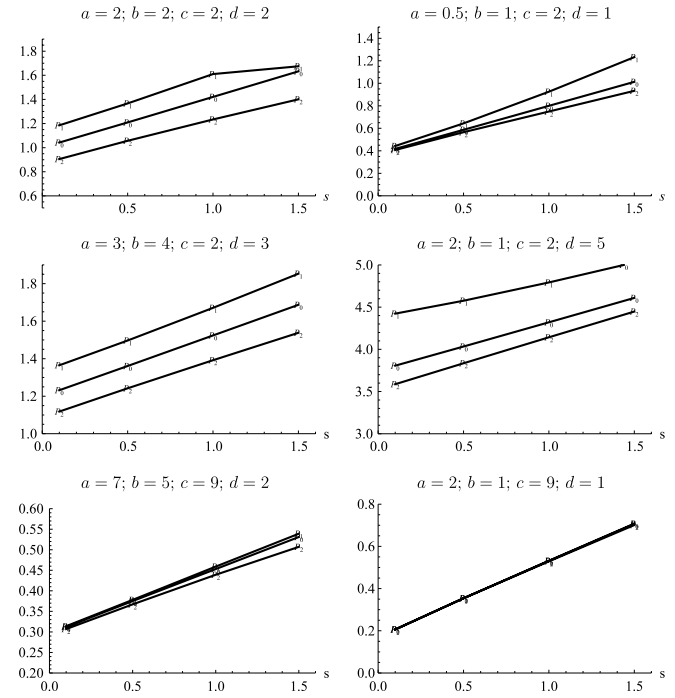 a = 2; b = 2; c = 2; d = 2
1.8
1.6
1.4
1.2
1.0
0.8
0.6
0.5 1.0 1.5
s
a = 0.5; b = 1; c = 2; d = 1
1.4
1.2
1.0
0.8
0.6
0.4
0.2
0.0
0.0 0.5 1.0 1.5
s
a = 3; b = 4; c = 2; d = 3
1.8
1.6
1.4
1.2
1.0
0.0 0.5 1.0 1.5
s
a = 2; b = 1; c = 2; d = 5
5.0
4.5
4.0
3.5
3.0
0.0 0.5 1.0 1.5
s
a = 7; b = 5; c = 9; d = 2
0.60
0.55
0.50
0.45
0.40
0.35
0.30
0.25
0.20
0.0 0.5 1.0 1.5
s
a = 2; b = 1; c = 9; d = 1
0.8
0.6
0.4
0.2
0.0
0.0 0.5 1.0 1.5
s